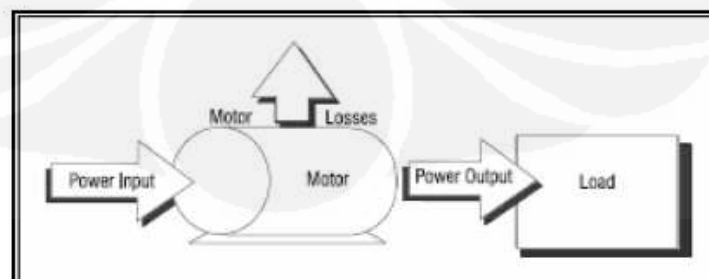 Motor Losses
Power Input
Motor
Power Output
Load